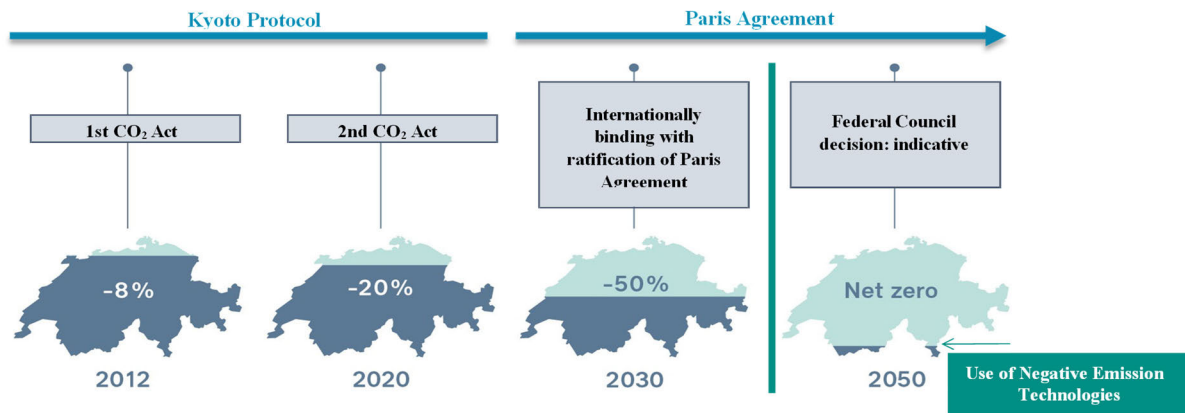 Kyoto Protocol
Paris Agreement
1st CO₂ Act
2nd CO₂ Act
Internationally
binding with
ratification of Paris
Agreement
Federal Council
decision: indicative
-8%
-20%
-50%
Net zero
2012
2020
2030
2050
Use of Negative Emission
Technologies